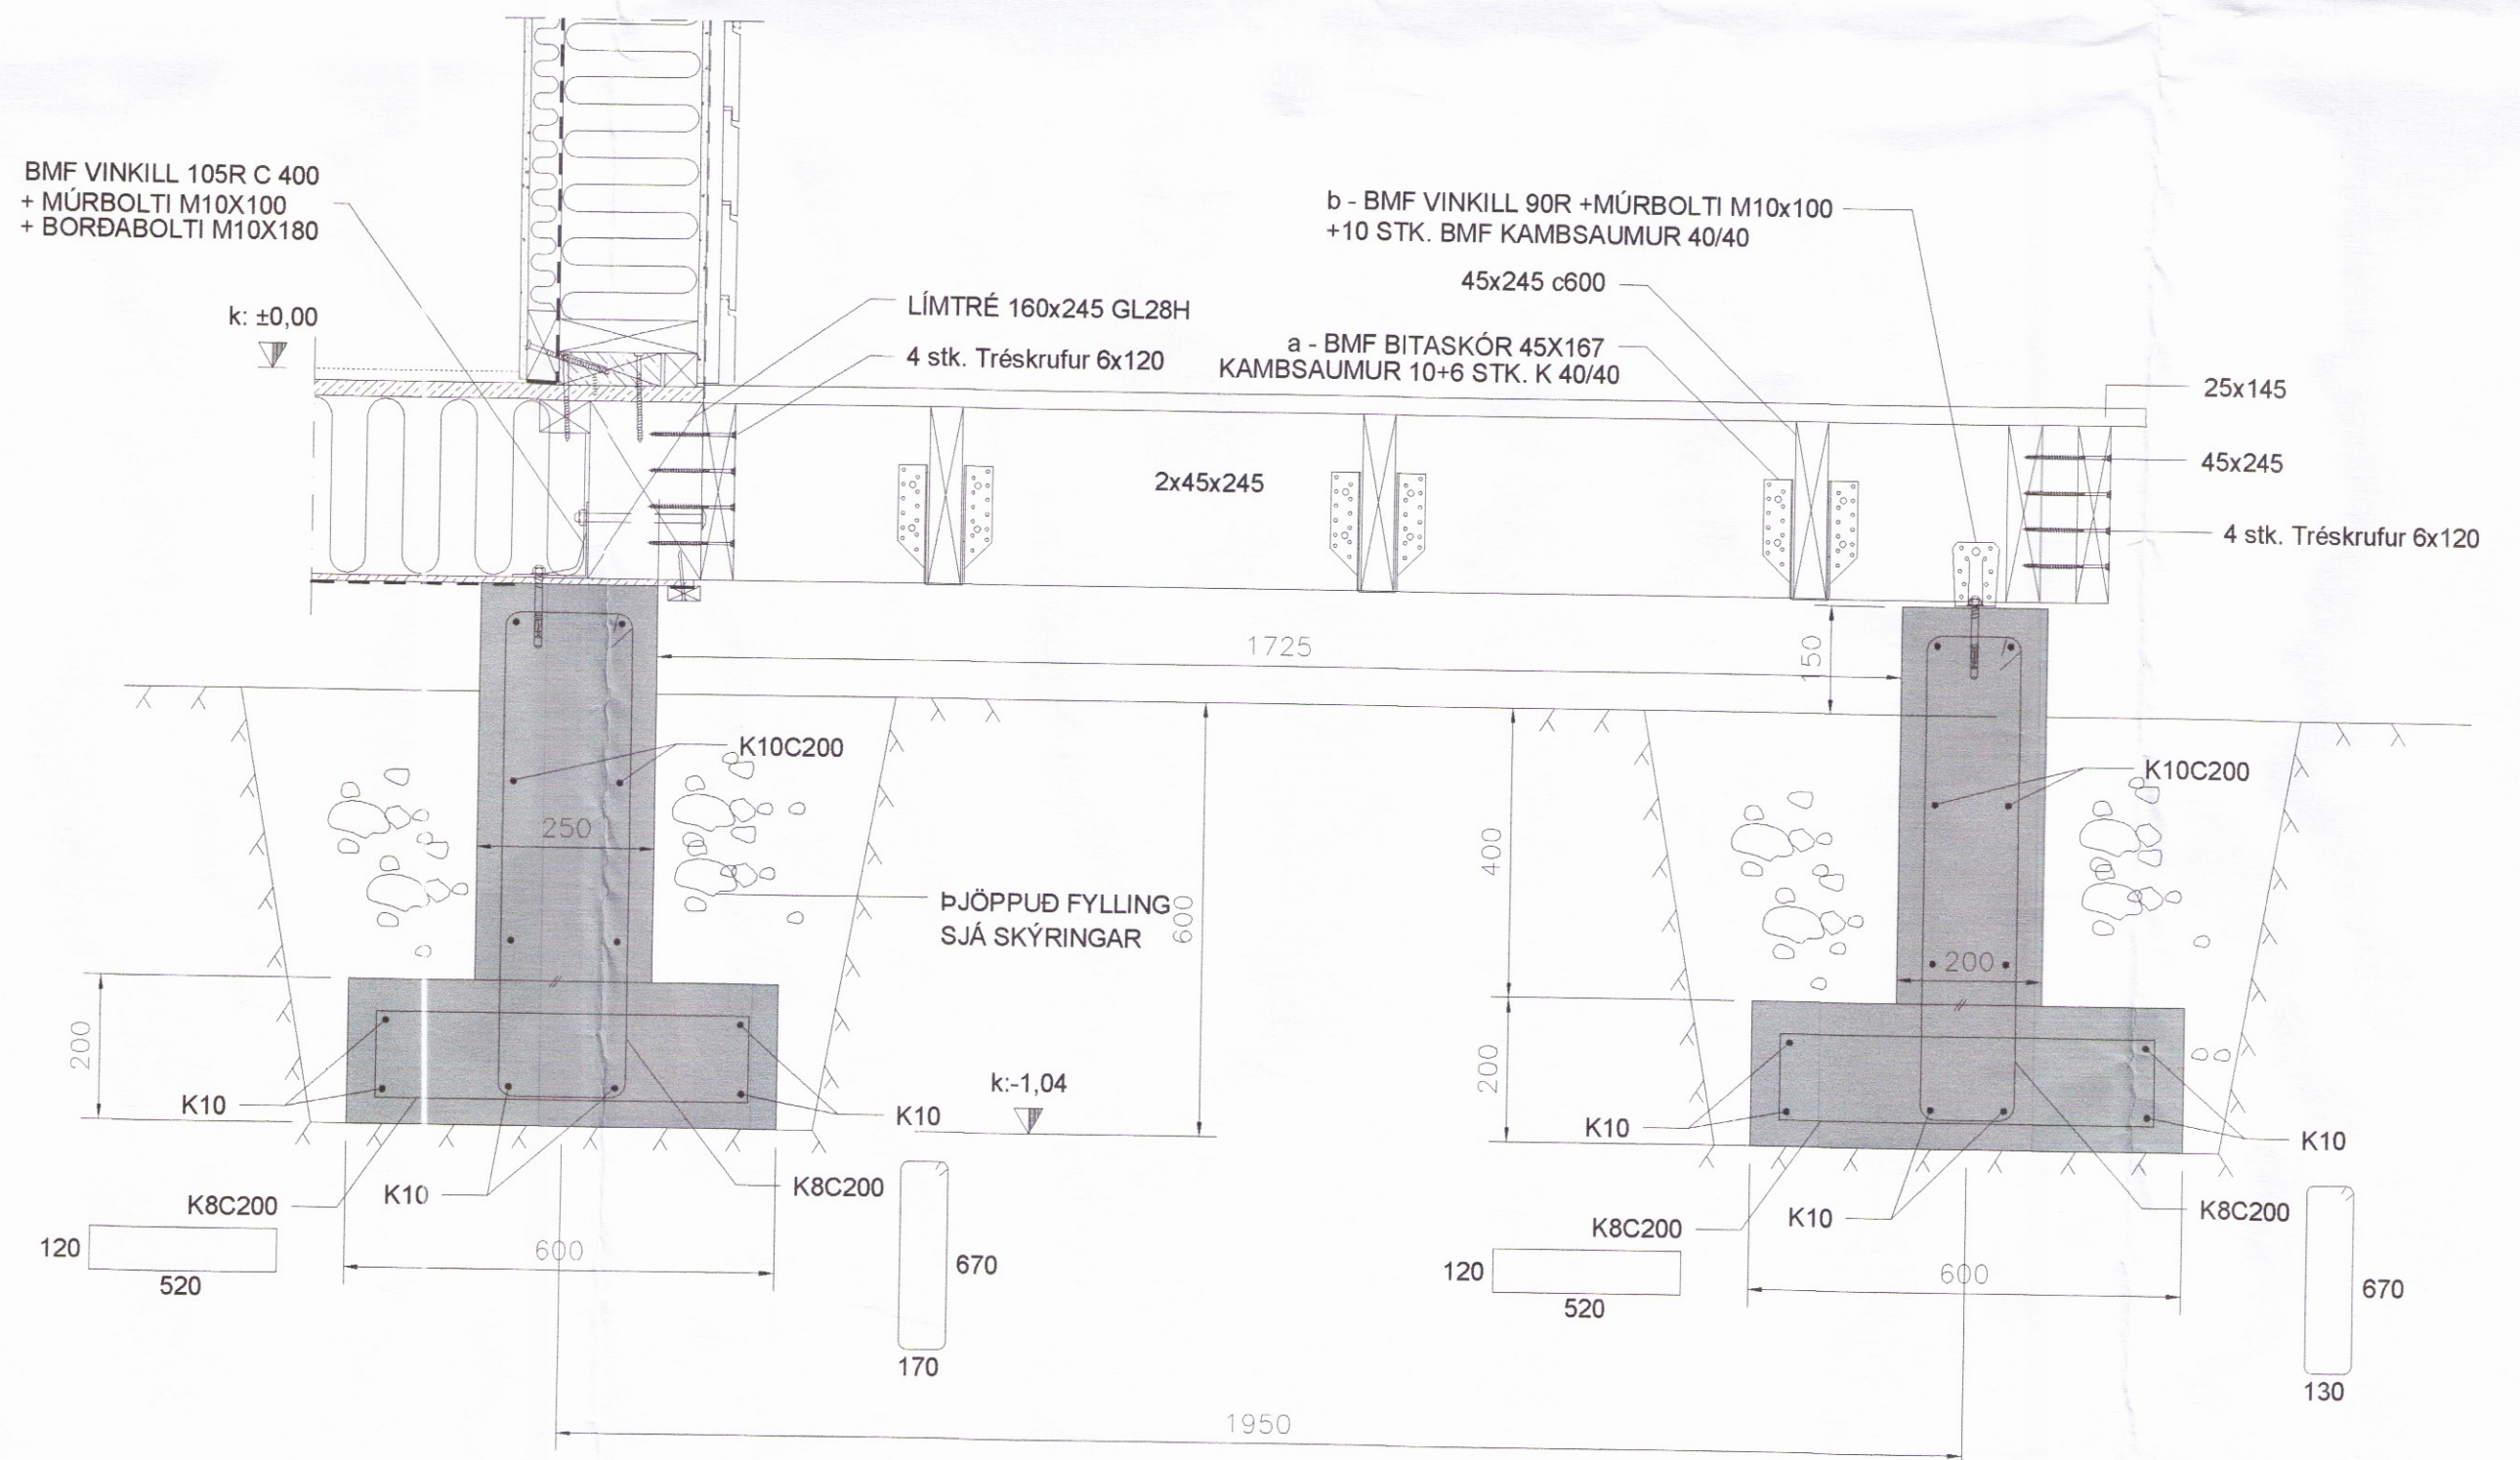 BMF VINKILL 105R C 400
+ MÚRBOLTI M10X100
+ BORÐABOLTI M10X180
k: ±0,00
LÍMTRÉ 160x245 GL28H
4 stk. Tréskrufur 6x120
b - BMF VINKILL 90R +MÚRBOLTI M10x100
+10 STK. BMF KAMBSAUMUR 40/40
45x245 c600
a - BMF BITASKÓR 45X167
KAMBSAUMUR 10+6 STK. K 40/40
25x145
45x245
4 stk. Tréskrufur 6x120
2x45x245
1725
150
K10C200
K10C200
250
400
ÞJÖPPUÐ FYLLING
SJÁ SKÝRINGAR
600
200
200
200
k:-1,04
K10
K10
K10
K10
K8C200
K10
K8C200
K8C200
K10
K8C200
120
520
600
670
170
120
520
600
670
130
1950